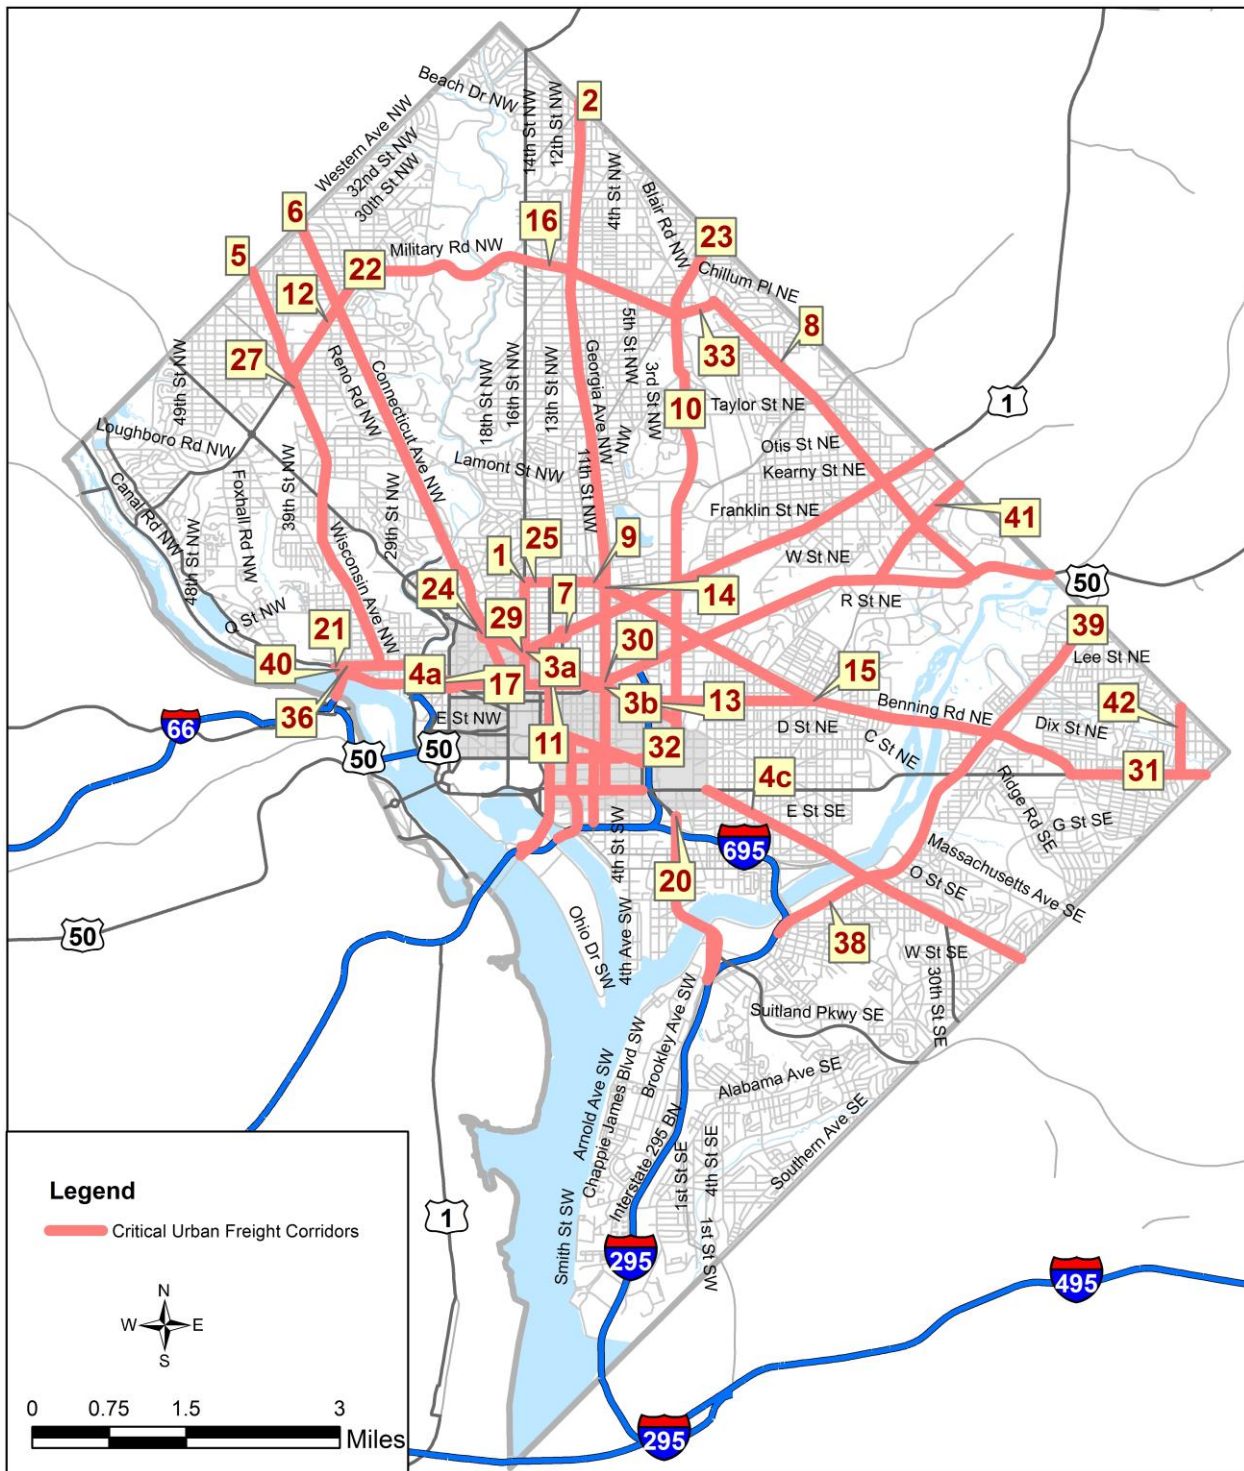 Beach Dr NW
2
Western Ave NW
14th St NW
12th St NW
32nd St NW
30th St NW
4th St NW
Blair Rd NW
6
16
23
5
Military Rd NW
22
Chillum Pl NE
12
8
33
5th St NW
27
Reno Rd NW
Connecticut Ave NW
Georgia Ave NW
3rd St NW
49th St NW
18th St NW
16th St NW
13th St NW
NW
10
Taylor St NE
1
Loughboro Rd NW
Otis St NE
Lamont St NW
Kearny St NE
11th St NW
Canal Rd NW
Foxhall Rd NW
39th St NW
29th St NW
Franklin St NE
41
48th St NW
Wisconsin Ave NW
1
25
9
W St NE
50
24
7
14
R St NE
Q St NW
29
39
21
30
Lee St NE
40
3a
4a
17
3b
13
15
42
36
E St NW
Benning Rd NE
Dix St NE
66
50
50
11
32
D St NE
C St NE
31
4c
Ridge Rd SE
E St SE
G St SE
4th St SW
695
Massachusetts Ave SE
O St SE
20
Ohio Dr SW
4th Ave SW
50
38
W St SE
30th St SE
Brookley Ave SW
Suitland Pkwy SE
Arnold Ave SW
Chappie James Blvd SW
Alabama Ave SE
Interstate 295 BN
1st St SE
4th St SE
Southern Ave SE
Legend
1
Critical Urban Freight Corridors
Smith St SW
1st St SW
295
495
N
W E
S
0 0.75 1.5 3
Miles
295